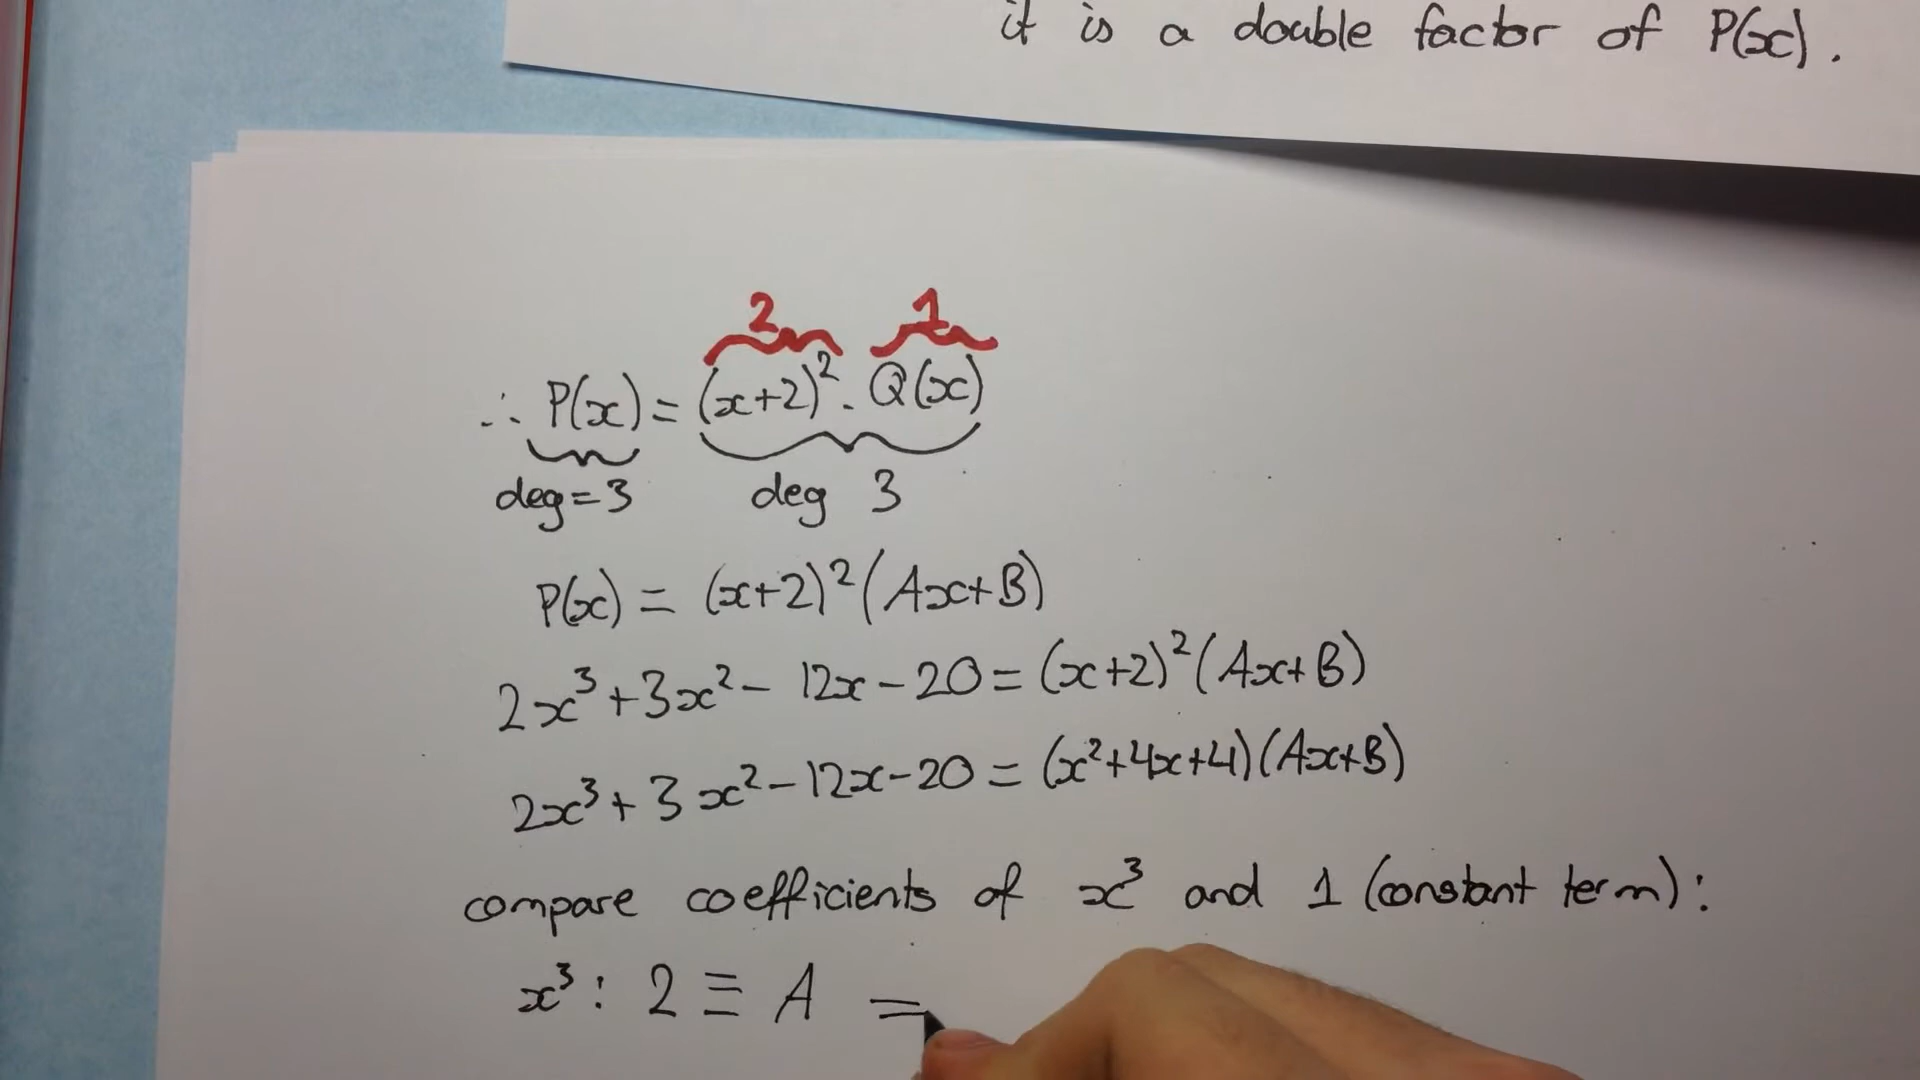 it is a double factor of P(x).
2 1
∴ P(x) = (x+2)² . Q(x)
deg=3 deg 3
P(x) = (x+2)²(Ax+B)
2x³+3x²- 12x-20 = (x+2)²(Ax+B)
2x³+3x²-12x-20 = (x²+4x+4)(Ax+B)
compare coefficients of x³ and 1 (constant term):
x³: 2 ≡ A =